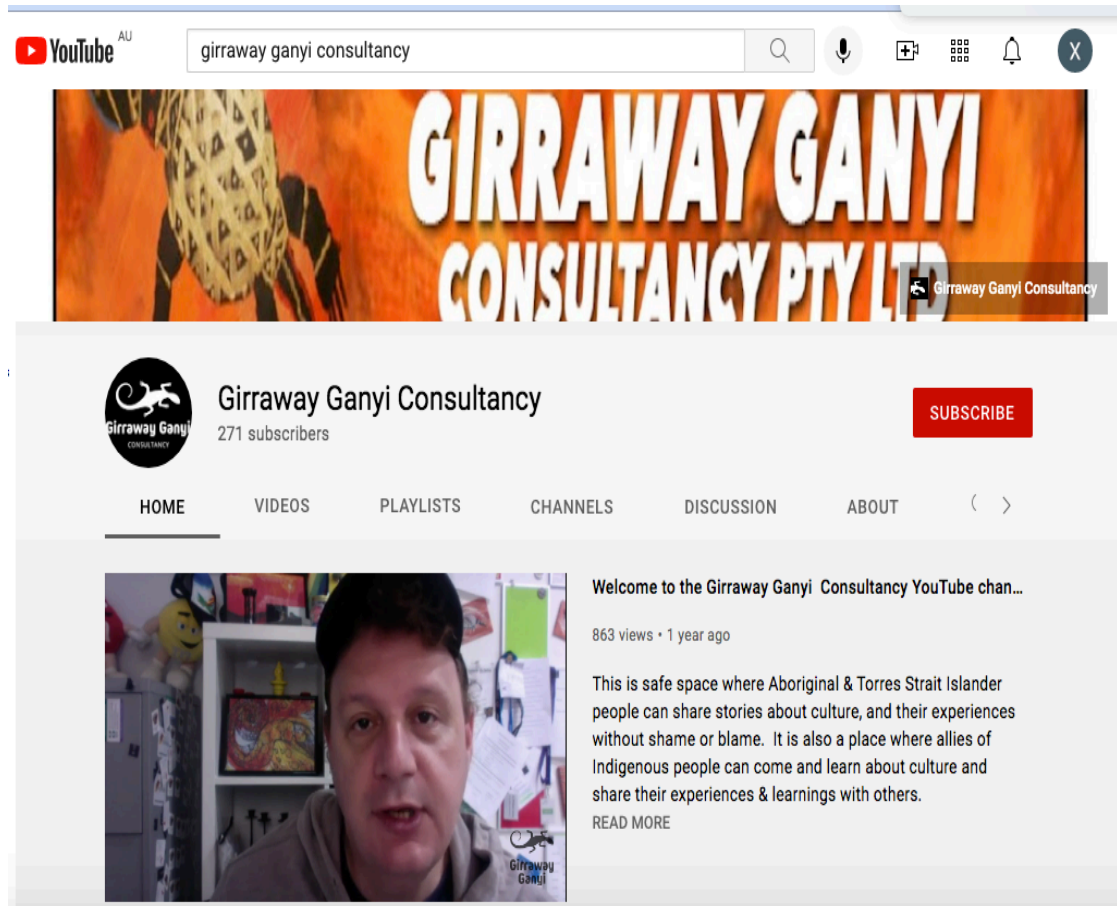 YouTube AU
girraway ganyi consultancy
X
GIRRAWAY GANYI
CONSULTANCY PTY LTD
Girraway Ganyi Consultancy
Girraway Ganyi
CONSULTANCY
Girraway Ganyi Consultancy
271 subscribers
SUBSCRIBE
HOME VIDEOS PLAYLISTS CHANNELS DISCUSSION ABOUT
Welcome to the Girraway Ganyi Consultancy YouTube chan...
863 views • 1 year ago
This is safe space where Aboriginal & Torres Strait Islander
people can share stories about culture, and their experiences
without shame or blame. It is also a place where allies of
Indigenous people can come and learn about culture and
share their experiences & learnings with others.
READ MORE
Girraway
Ganyi